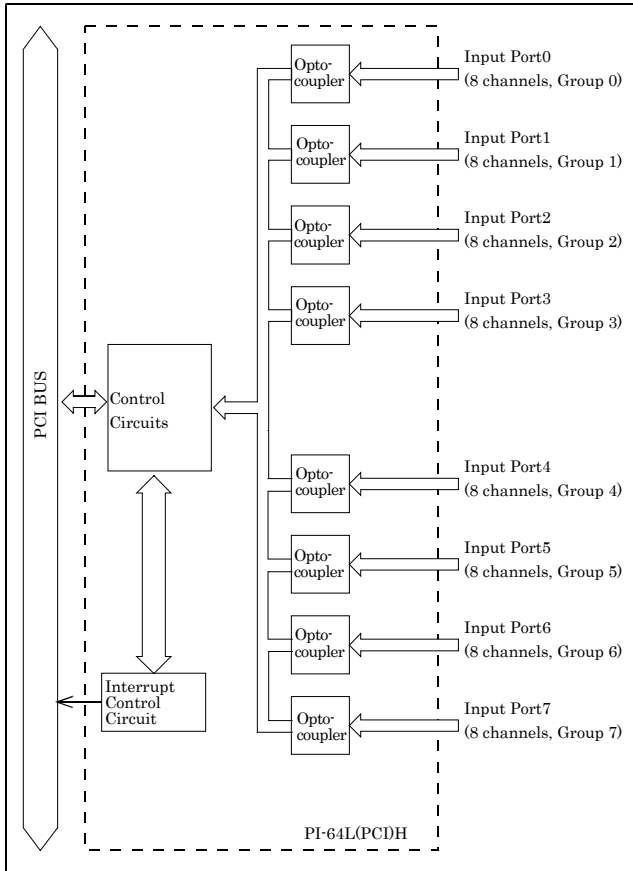 Opto-
coupler
Input Port0
(8 channels, Group 0)
Opto-
coupler
Input Port1
(8 channels, Group 1)
Opto-
coupler
Input Port2
(8 channels, Group 2)
Opto-
coupler
Input Port3
(8 channels, Group 3)
PCI BUS
Control
Circuits
Opto-
coupler
Input Port4
(8 channels, Group 4)
Opto-
coupler
Input Port5
(8 channels, Group 5)
Opto-
coupler
Input Port6
(8 channels, Group 6)
Interrupt
Control
Circuit
Opto-
coupler
Input Port7
(8 channels, Group 7)
PI-64L(PCI)H